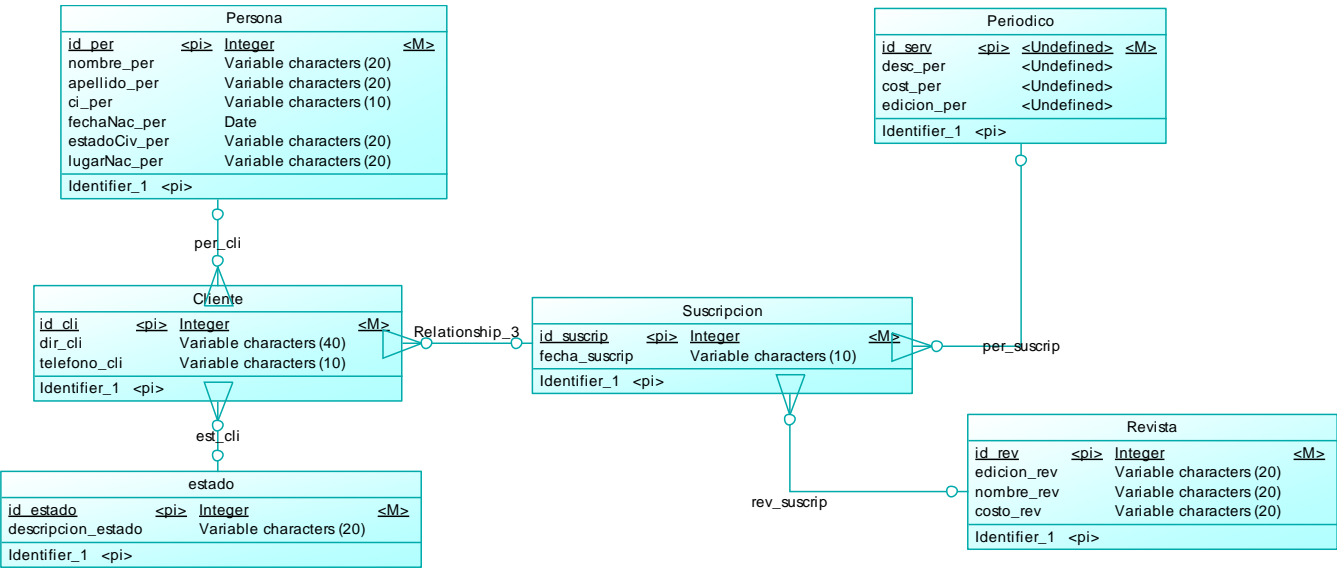 Persona
id_per <pi> Integer <M>
nombre_per Variable characters (20)
apellido_per Variable characters (20)
ci_per Variable characters (10)
fechaNac_per Date
estadoCiv_per Variable characters (20)
lugarNac_per Variable characters (20)
Identifier_1 <pi>
Periodico
id_serv <pi> <Undefined> <M>
desc_per <Undefined>
cost_per <Undefined>
edicion_per <Undefined>
Identifier_1 <pi>
per_cli
Cliente
id_cli <pi> Integer <M>
dir_cli Variable characters (40)
telefono_cli Variable characters (10)
Identifier_1 <pi>
Relationship_3
Suscripcion
id_suscrip <pi> Integer <M>
fecha_suscrip Variable characters (10)
Identifier_1 <pi>
per_suscrip
est_cli
estado
id_estado <pi> Integer <M>
descripcion_estado Variable characters (20)
Identifier_1 <pi>
rev_suscrip
Revista
id_rev <pi> Integer <M>
edicion_rev Variable characters (20)
nombre_rev Variable characters (20)
costo_rev Variable characters (20)
Identifier_1 <pi>